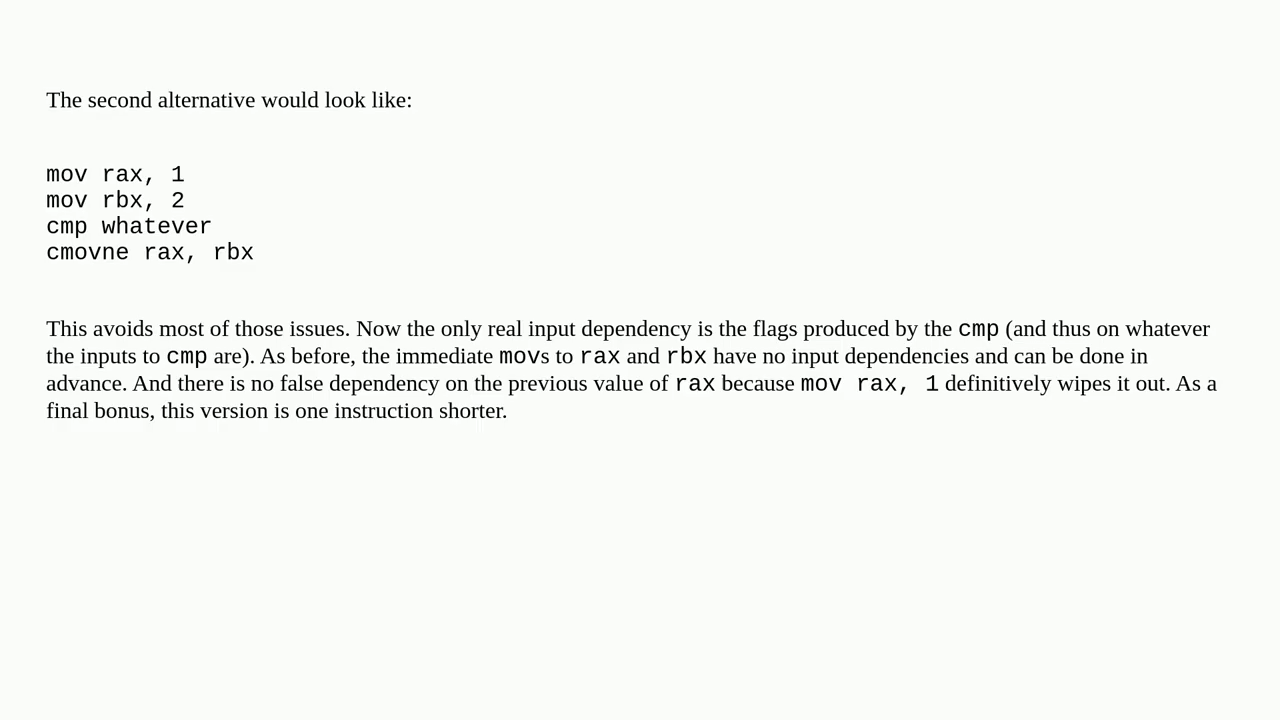 The second alternative would look like:
mov rax, 1
mov rbx, 2
cmp whatever
cmovne rax, rbx
This avoids most of those issues. Now the only real input dependency is the flags produced by the cmp (and thus on whatever
the inputs to cmp are). As before, the immediate movs to rax and rbx have no input dependencies and can be done in
advance. And there is no false dependency on the previous value of rax because mov rax, 1 definitively wipes it out. As a
final bonus, this version is one instruction shorter.